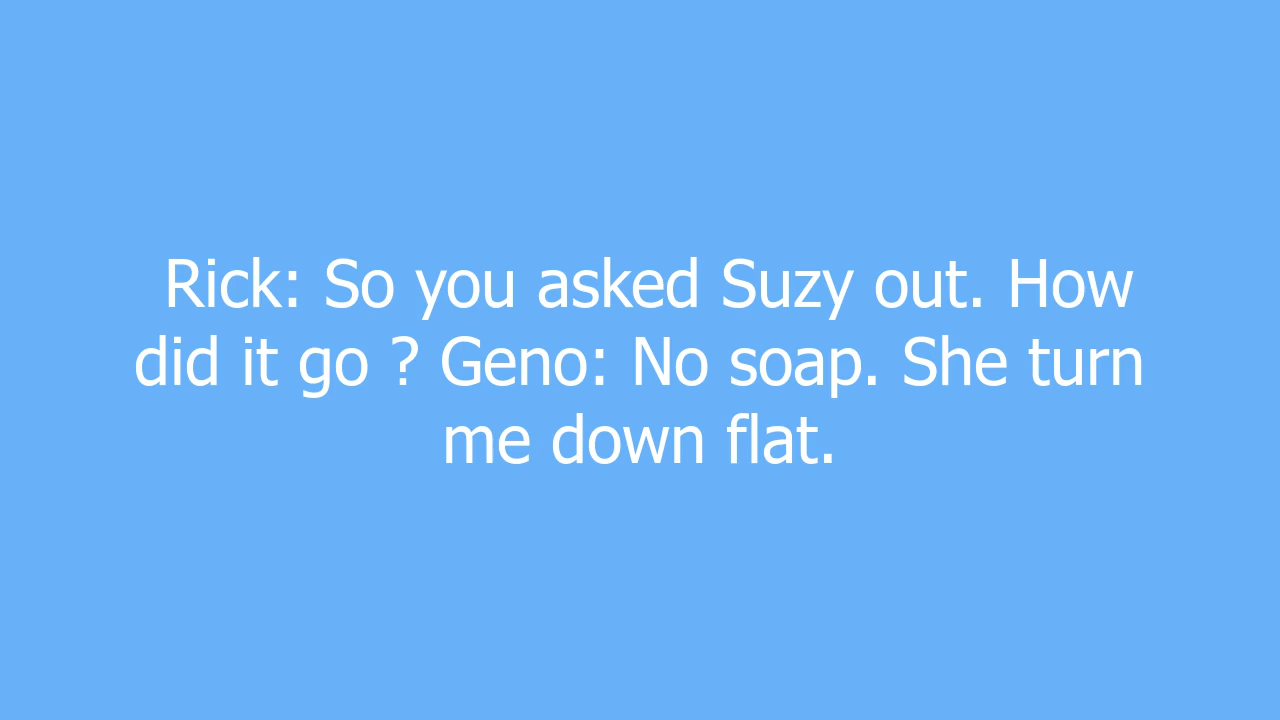 Rick: So you asked Suzy out. How
did it go ? Geno: No soap. She turn
me down flat.